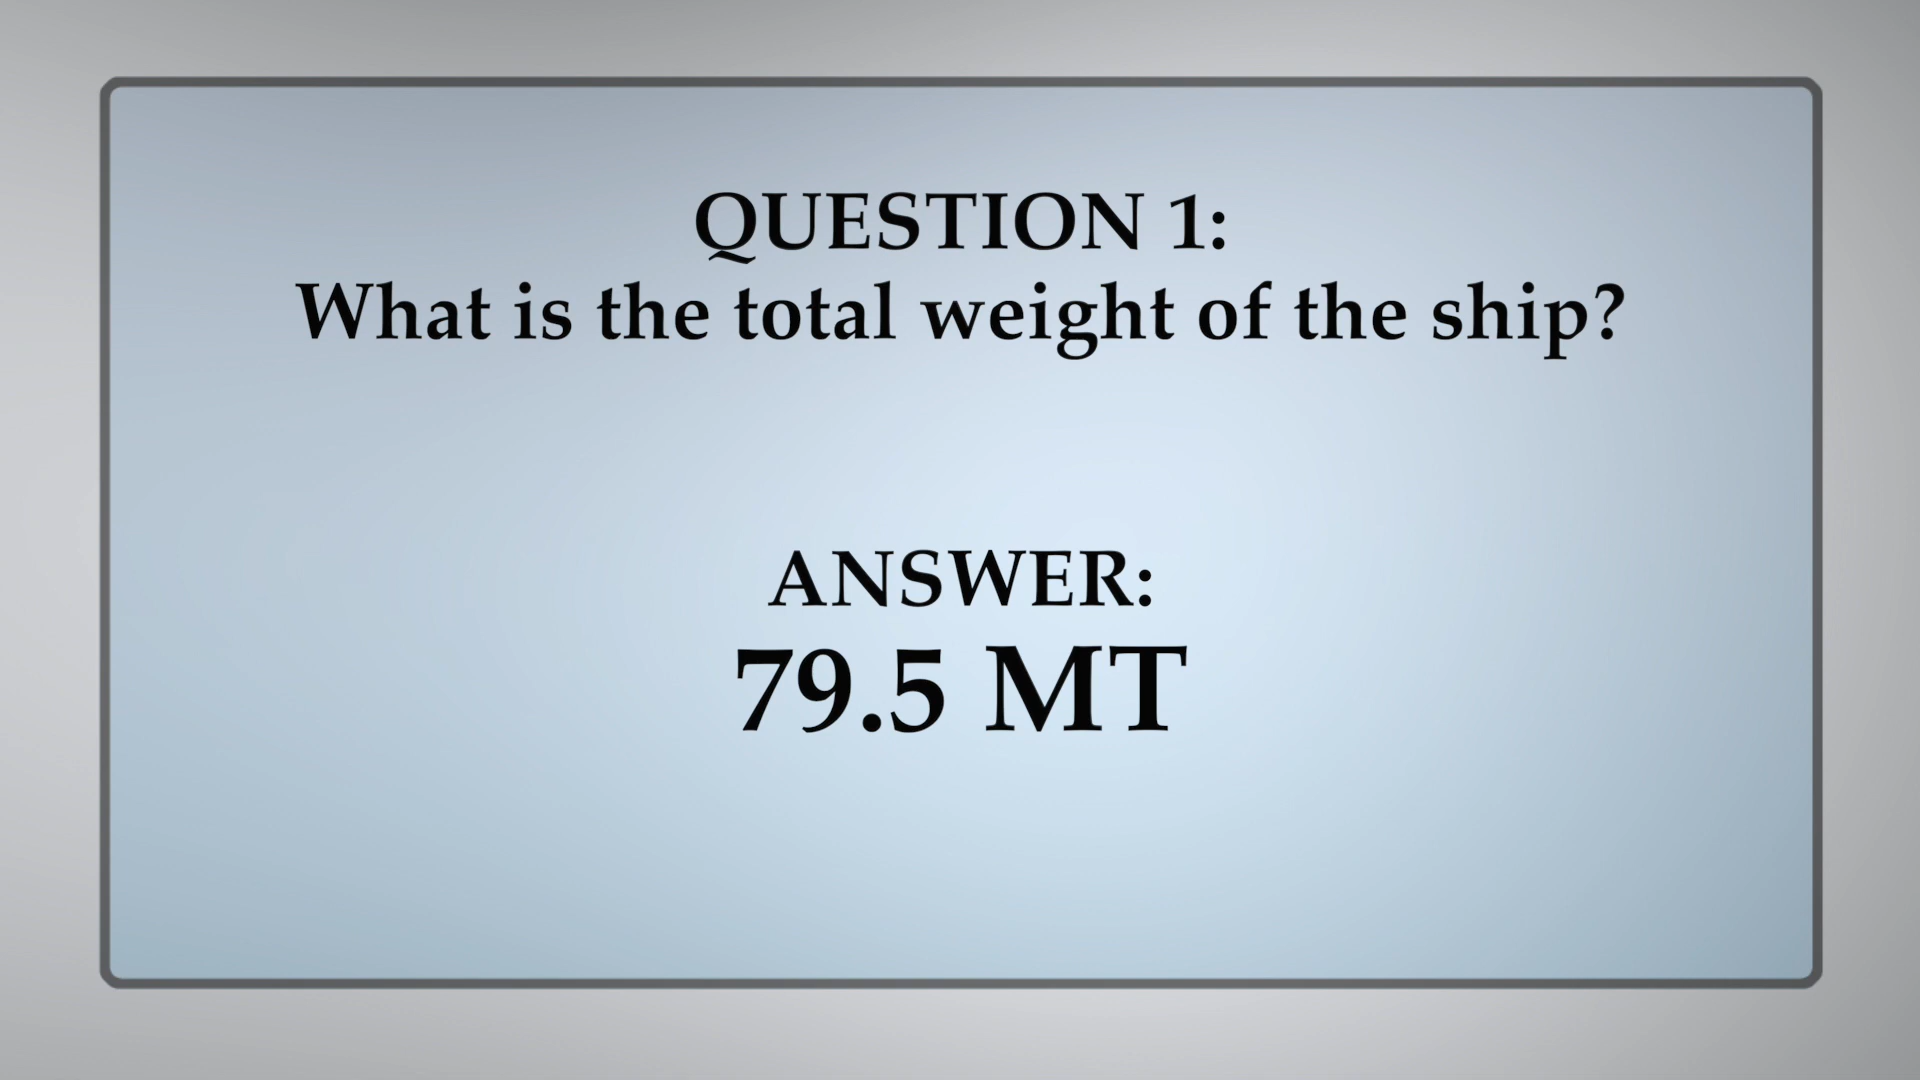 QUESTION 1:
What is the total weight of the ship?
ANSWER:
79.5 MT